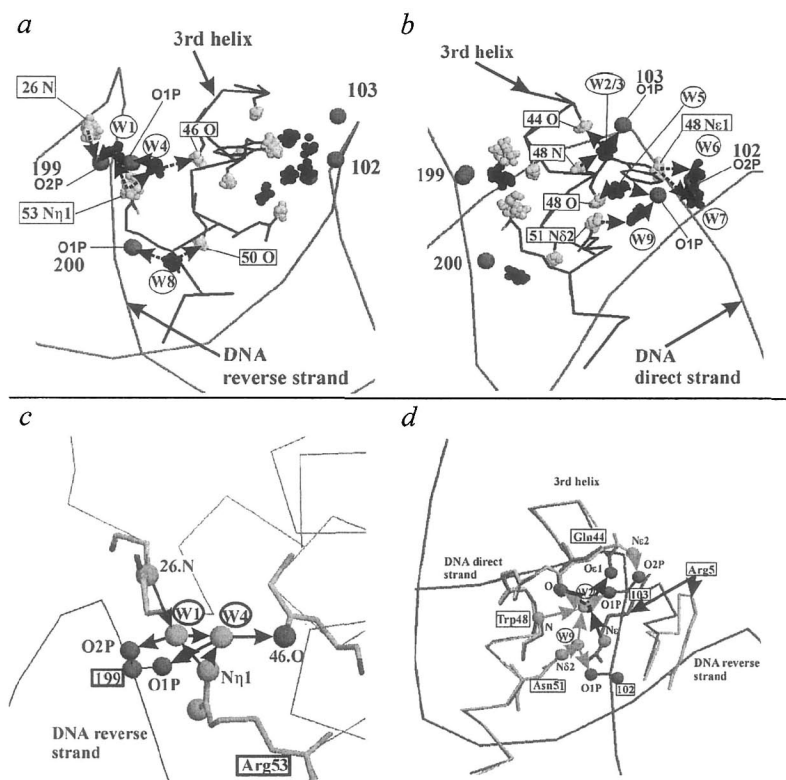 a
3rd helix
26 N
O1P
W1
W4
46 O
103
199
O2P
102
53 Nη1
O1P
200
W8
50 O
DNA
reverse strand
b
3rd helix
W2/3
103
O1P
W5
44 O
48 Nε1
48 N
W6
102
O2P
199
48 O
51 Nδ2
W9
W7
O1P
200
DNA
direct strand
c
26.N
W1
W4
O2P
199
O1P
Nη1
46.O
DNA reverse
strand
Arg53
d
3rd helix
Gln44
Nε2
DNA direct
strand
Oε1
O2P
Arg5
O
W2
O1P
103
Trp48
N
W9
Nε
Nδ2
Asn51
O1P
102
DNA reverse
strand